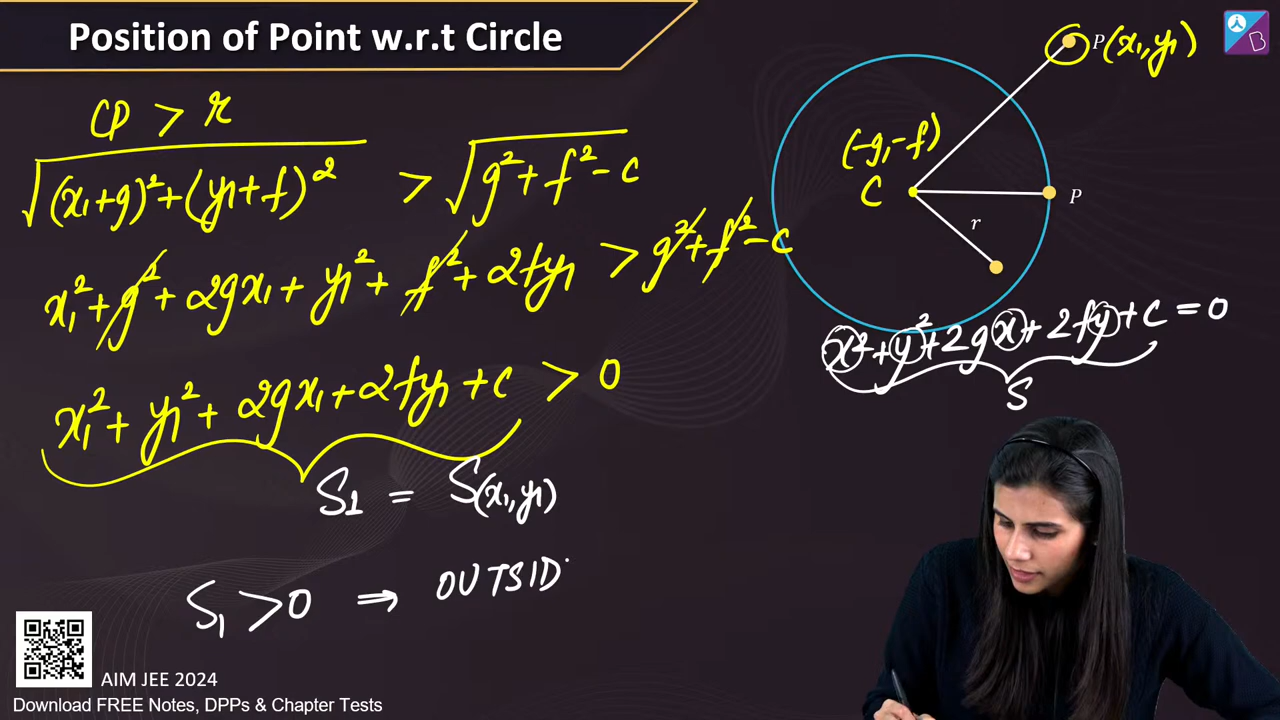 Position of Point w.r.t Circle
P(x₁,y₁)
CP > r
√((x₁+g)²+(y₁+f)²) > √(g²+f²-c)
(-g,-f)
C
P
r
x₁²+g²+2gx₁+y₁²+f²+2fy₁ > g²+f²-c
x²+y²+2gx+2fy+c=0
S
x₁²+y₁²+2gx₁+2fy₁+c > 0
S₁ = S(x₁,y₁)
S₁ >0 ⇒ OUTSID
AIM JEE 2024
Download FREE Notes, DPPs & Chapter Tests
B